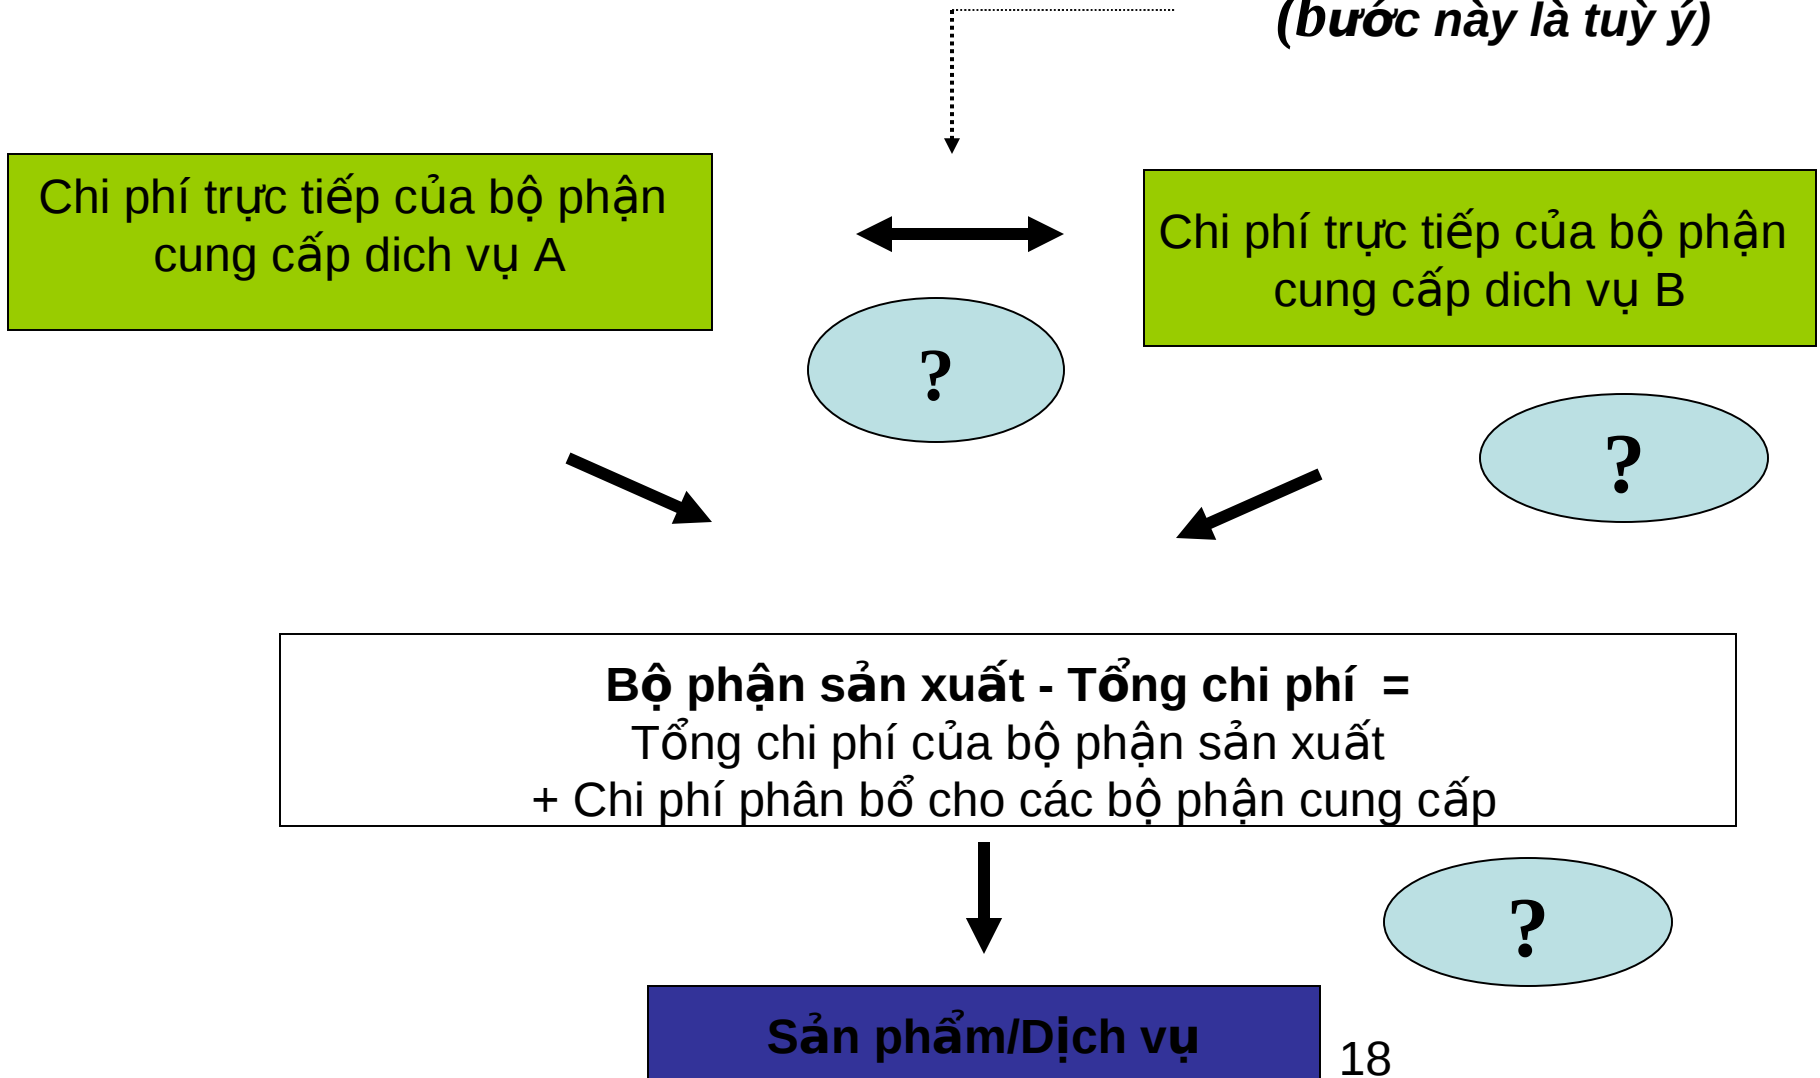 (bước này là tuỳ ý)
Chi phí trực tiếp của bộ phận
cung cấp dich vụ A
Chi phí trực tiếp của bộ phận
cung cấp dich vụ B
?
?
Bộ phận sản xuất - Tổng chi phí =
Tổng chi phí của bộ phận sản xuất
+ Chi phí phân bổ cho các bộ phận cung cấp
?
Sản phẩm/Dịch vụ
18